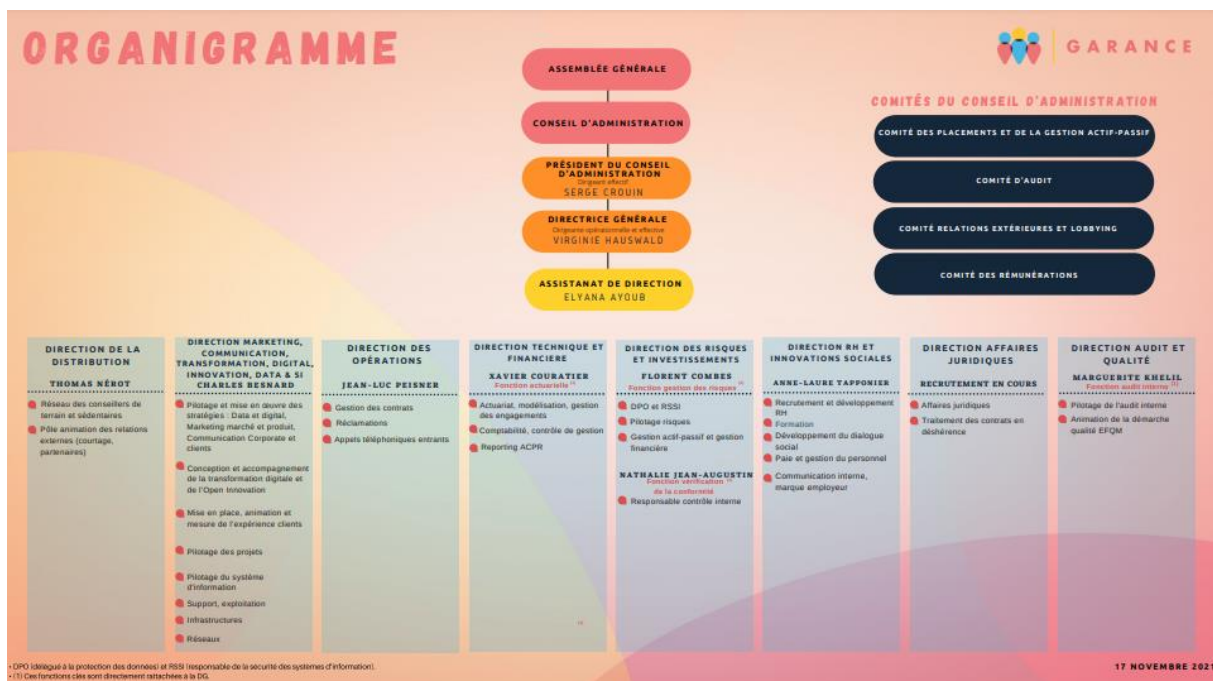 ORGANIGRAMME
GARANCE
ASSEMBLÉE GÉNÉRALE
CONSEIL D'ADMINISTRATION
PRÉSIDENT DU CONSEIL
D'ADMINISTRATION
Dirigeant effectif
SERGE CROUIN
DIRECTRICE GÉNÉRALE
Dirigeante opérationnelle et effective
VIRGINIE HAUSWALD
ASSISTANAT DE DIRECTION
ELYANA AYOUB
COMITÉS DU CONSEIL D'ADMINISTRATION
COMITÉ DES PLACEMENTS ET DE LA GESTION ACTIF-PASSIF
COMITÉ D'AUDIT
COMITÉ RELATIONS EXTÉRIEURES ET LOBBYING
COMITÉ DES RÉMUNÉRATIONS
DIRECTION DE LA
DISTRIBUTION
THOMAS NÉROT
Réseau des conseillers de
terrain et sédentaires
Pôle animation des relations
externes (courtage,
partenaires)
DIRECTION MARKETING,
COMMUNICATION,
TRANSFORMATION, DIGITAL,
INNOVATION, DATA & SI
CHARLES BESNARD
Pilotage et mise en œuvre des
stratégies : Data et digital,
Marketing marché et produit,
Communication Corporate et
clients
Conception et accompagnement
de la transformation digitale et
de l'Open Innovation
Mise en place, animation et
mesure de l'expérience clients
Pilotage des projets
Pilotage du système
d'information
Support, exploitation
Infrastructures
Réseaux
DIRECTION DES
OPÉRATIONS
JEAN-LUC PEISNER
Gestion des contrats
Réclamations
Appels téléphoniques entrants
DIRECTION TECHNIQUE ET
FINANCIERE
XAVIER COURATIER
Fonction actuarielle (1)
Actuariat, modélisation, gestion
des engagements
Comptabilité, contrôle de gestion
Reporting ACPR
DIRECTION DES RISQUES
ET INVESTISSEMENTS
FLORENT COMBES
Fonction gestion des risques (1)
DPO et RSSI
Pilotage risques
Gestion actif-passif et gestion
financière
NATHALIE JEAN-AUGUSTIN
Fonction vérification (1)
de la conformité
Responsable contrôle interne
DIRECTION RH ET
INNOVATIONS SOCIALES
ANNE-LAURE TAPPONIER
Recrutement et développement
RH
Formation
Développement du dialogue
social
Paie et gestion du personnel
Communication interne,
marque employeur
DIRECTION AFFAIRES
JURIDIQUES
RECRUTEMENT EN COURS
Affaires juridiques
Traitement des contrats en
déshérence
DIRECTION AUDIT ET
QUALITÉ
MARGUERITE KHELIL
Fonction audit interne (1)
Pilotage de l'audit interne
Animation de la démarche
qualité EFQM
• DPO (délégué à la protection des données) et RSSI (responsable de la sécurité des systèmes d'information).
• (1) Ces fonctions clés sont directement rattachées à la DG.
17 NOVEMBRE 2021